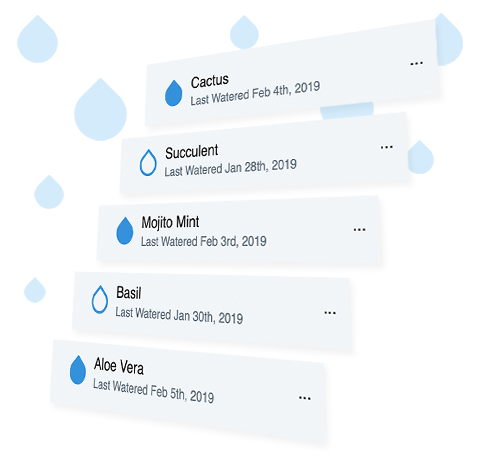 Cactus
Last Watered Feb 4th, 2019
Succulent
Last Watered Jan 28th, 2019
Mojito Mint
Last Watered Feb 3rd, 2019
Basil
Last Watered Jan 30th, 2019
Aloe Vera
Last Watered Feb 5th, 2019